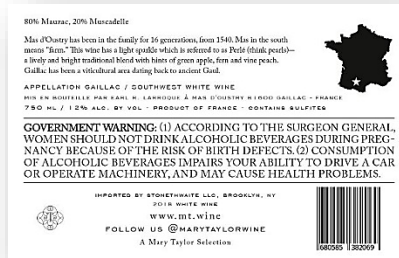 80% Mauzac, 20% Muscadelle
Mas d'Oustry has been in the family for 16 generations, from 1540. Mas in the south
means "farm." This wine has a light sparkle which is referred to as Perlé (think pearls)—
a lively and bright traditional blend with hints of green apple, fern and vine peach.
Gaillac has been a viticultural area dating back to ancient Gaul.
APPELLATION GAILLAC / SOUTHWEST WHITE WINE
MIS EN BOUTEILLE PAR EARL R. LARROQUE À MAS D'OUSTRY 81600 GAILLAC - FRANCE
750 ML / 12% ALC. BY VOL - PRODUCT OF FRANCE - CONTAINS SULFITES
GOVERNMENT WARNING: (1) ACCORDING TO THE SURGEON GENERAL,
WOMEN SHOULD NOT DRINK ALCOHOLIC BEVERAGES DURING PREG-
NANCY BECAUSE OF THE RISK OF BIRTH DEFECTS. (2) CONSUMPTION
OF ALCOHOLIC BEVERAGES IMPAIRS YOUR ABILITY TO DRIVE A CAR
OR OPERATE MACHINERY, AND MAY CAUSE HEALTH PROBLEMS.
IMPORTED BY STONETHWAITE LLC, BROOKLYN, NY
2019 WHITE WINE
www.mt.wine
FOLLOW US @MARYTAYLORWINE
A Mary Taylor Selection
680585 382069